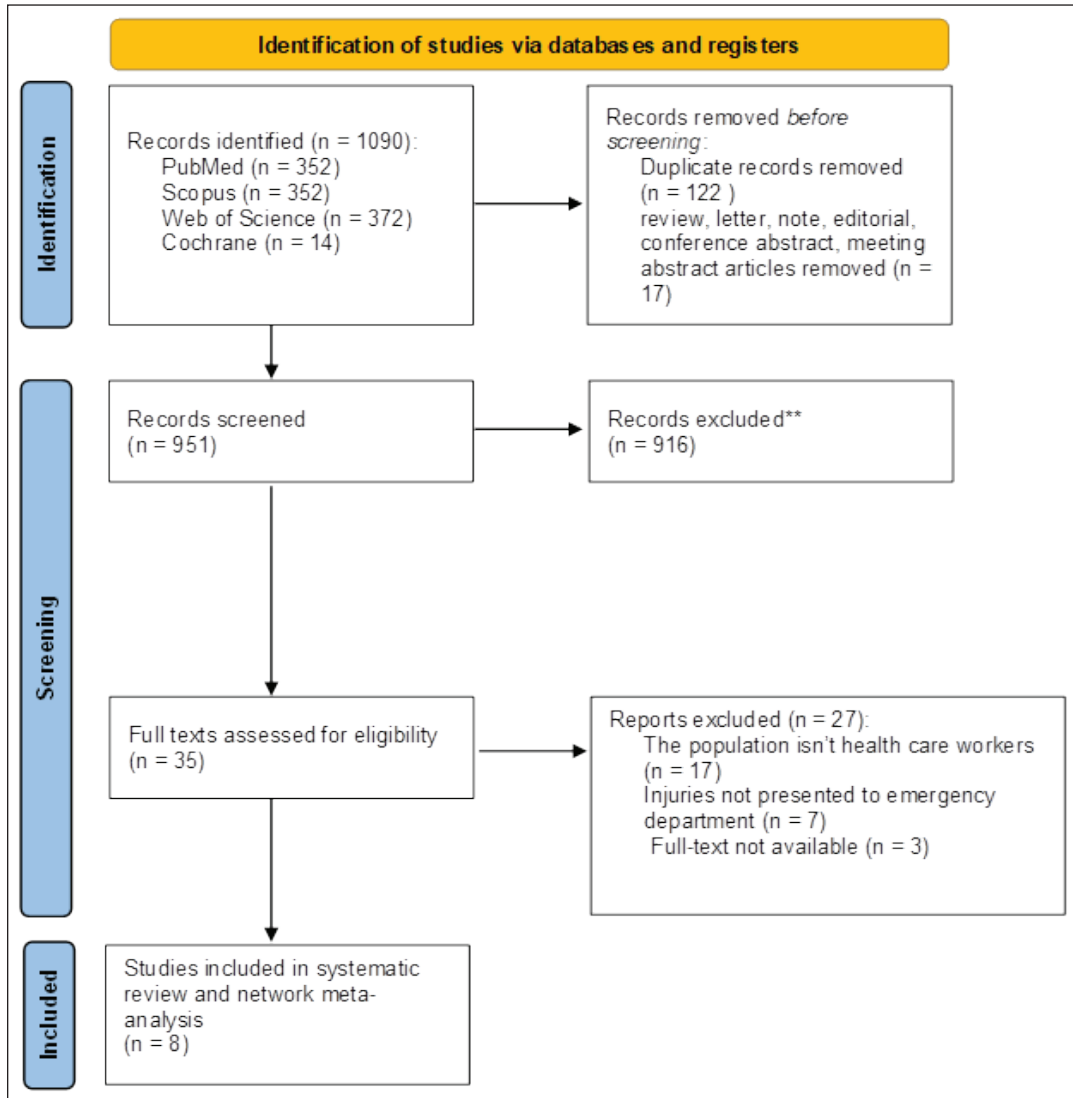 Identification of studies via databases and registers
Identification
Records identified (n = 1090):
PubMed (n = 352)
Scopus (n = 352)
Web of Science (n = 372)
Cochrane (n = 14)
Records removed before
screening:
Duplicate records removed
(n = 122 )
review, letter, note, editorial,
conference abstract, meeting
abstract articles removed (n =
17)
Screening
Records screened
(n = 951)
Records excluded**
(n = 916)
Full texts assessed for eligibility
(n = 35)
Reports excluded (n = 27):
The population isn't health care workers
(n = 17)
Injuries not presented to emergency
department (n = 7)
Full-text not available (n = 3)
Included
Studies included in systematic
review and network meta-
analysis
(n = 8)